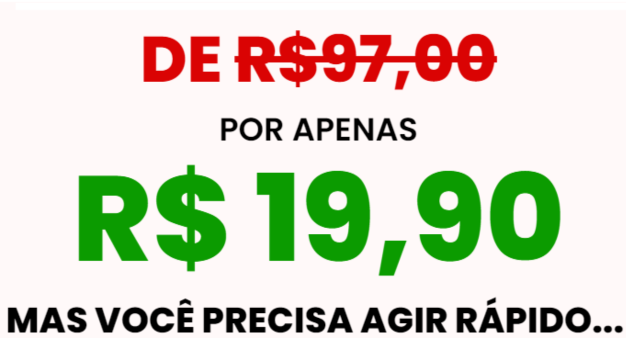 DE R$97,00
POR APENAS
R$ 19,90
MAS VOCÊ PRECISA AGIR RÁPIDO...